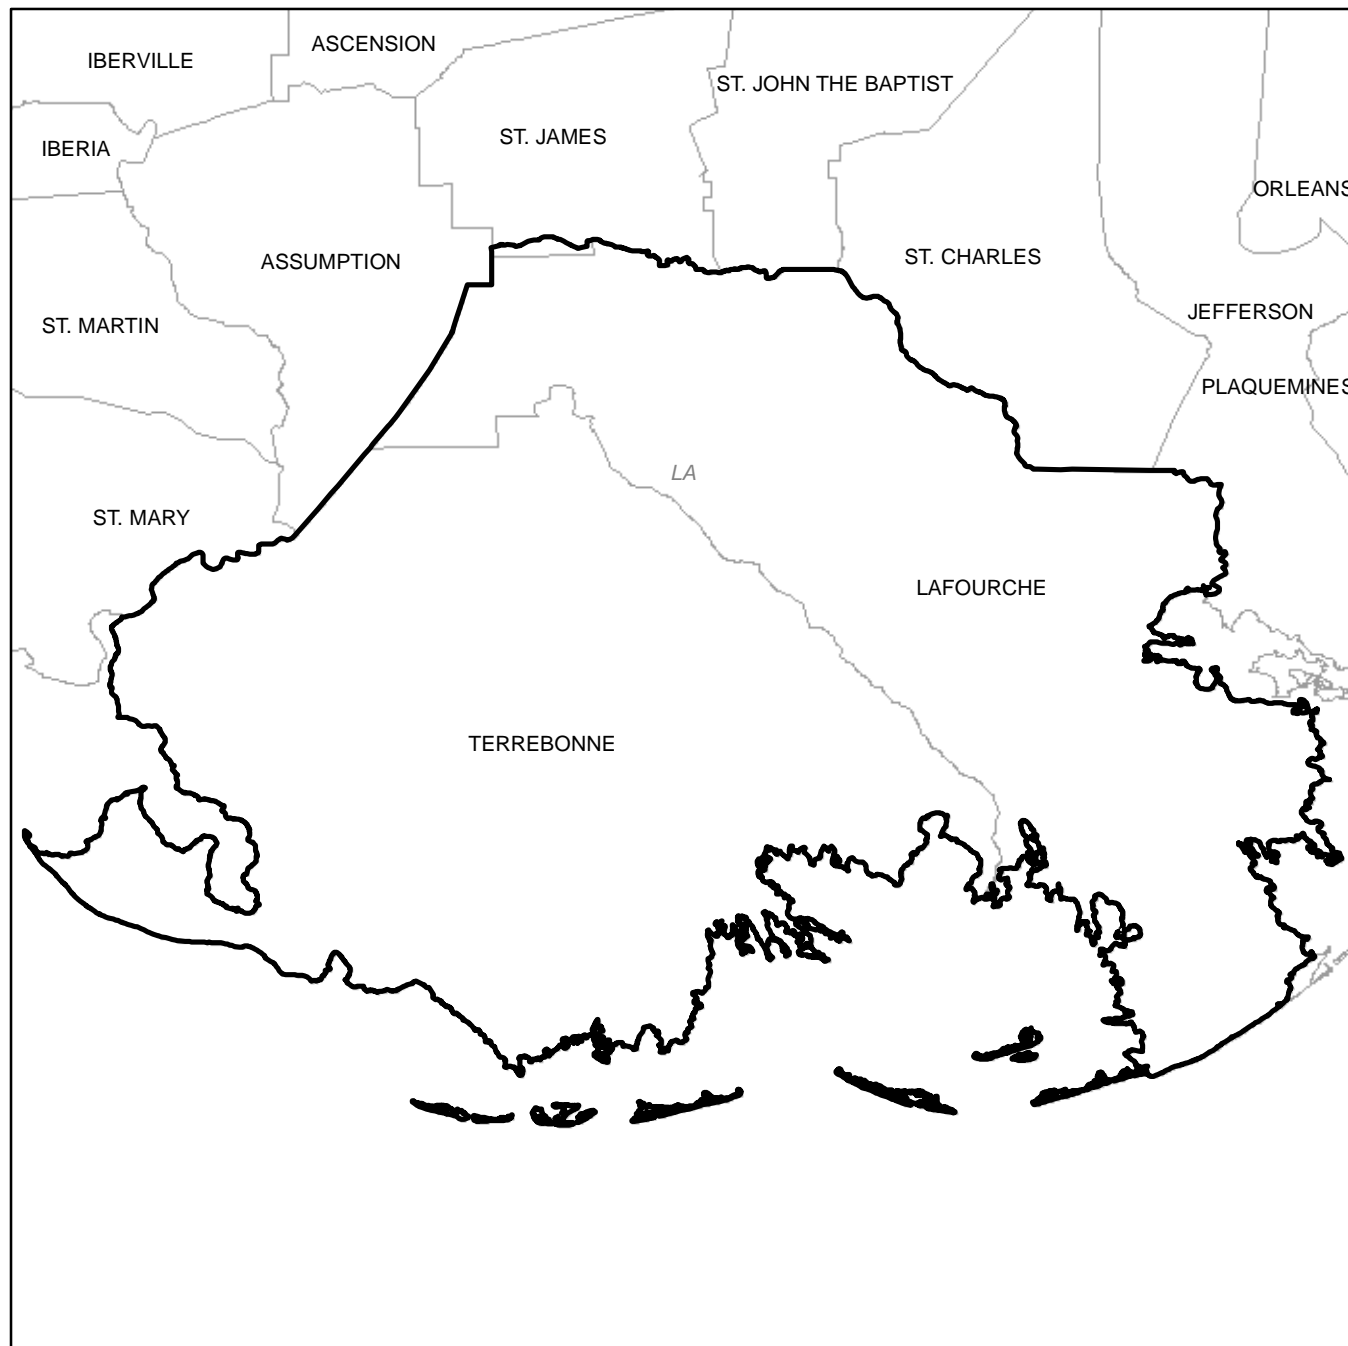 ASCENSION
IBERVILLE
ST. JOHN THE BAPTIST
ST. JAMES
IBERIA
ORLEANS
ST. CHARLES
ASSUMPTION
JEFFERSON
ST. MARTIN
PLAQUEMINES
LA
ST. MARY
LAFOURCHE
TERREBONNE